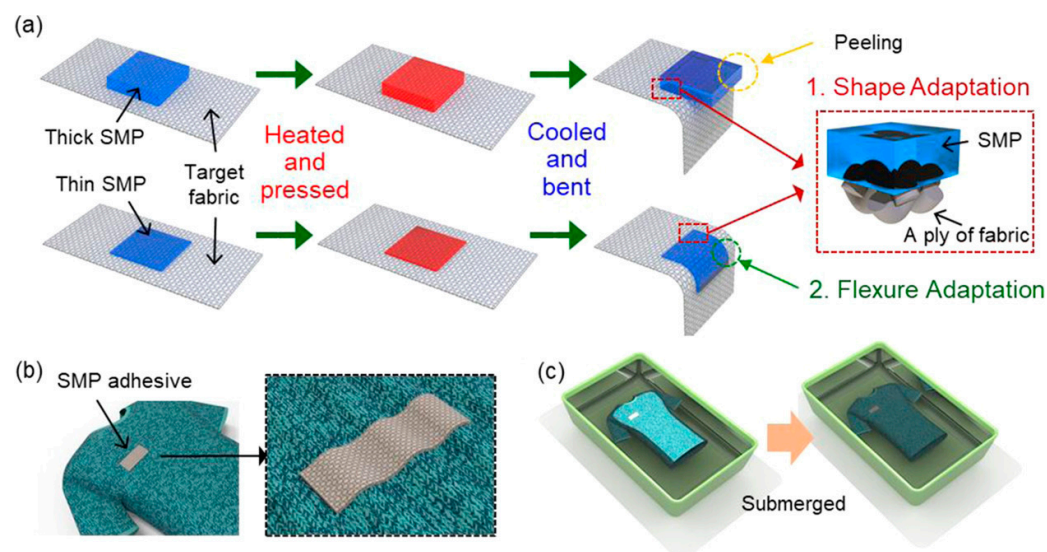 (a)
Thick SMP
Thin SMP
Target
fabric
Heated
and
pressed
Cooled
and
bent
Peeling
1. Shape Adaptation
SMP
A ply of fabric
2. Flexure Adaptation
(b)
SMP adhesive
(c)
Submerged